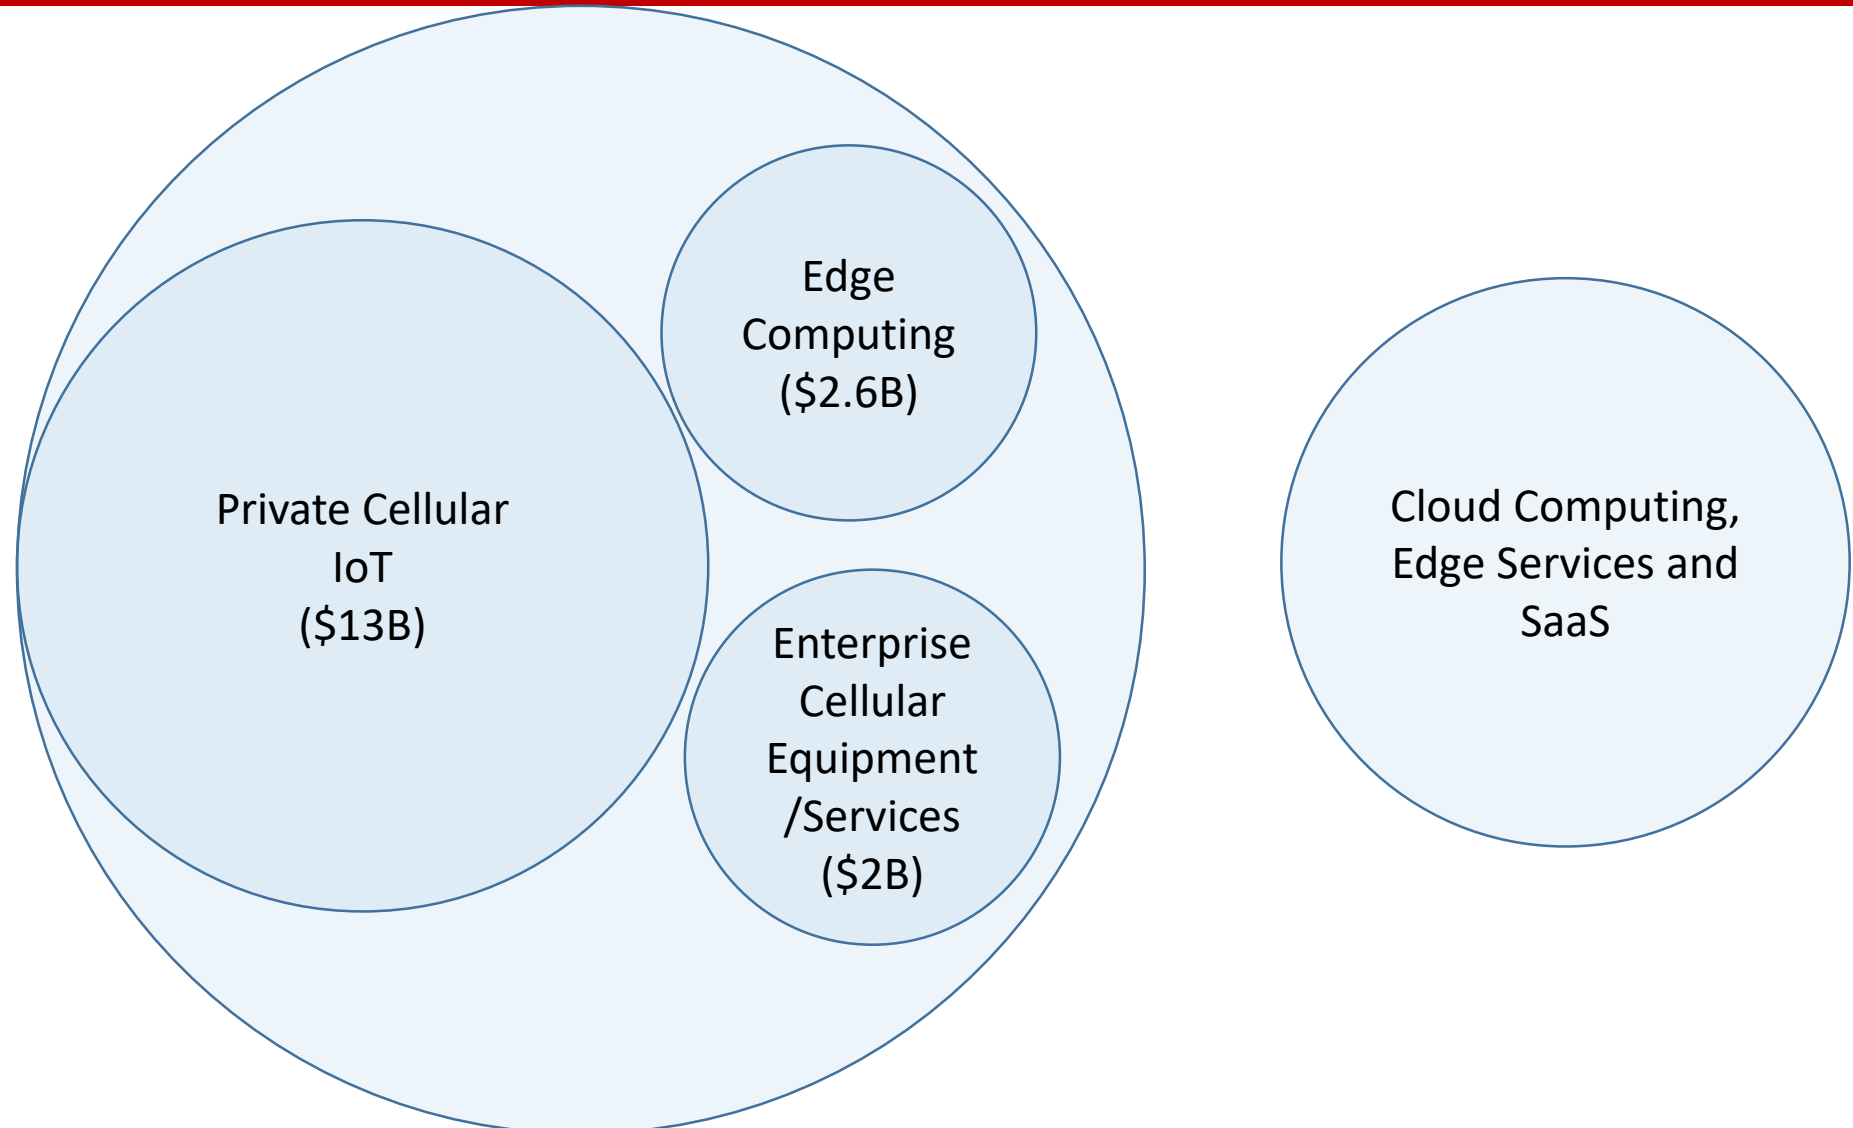 Edge
Computing
($2.6B)
Private Cellular
IoT
($13B)
Enterprise
Cellular
Equipment
/Services
($2B)
Cloud Computing,
Edge Services and
SaaS